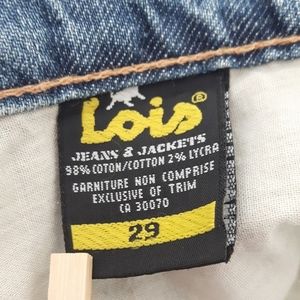 Lois®
JEANS & JACKETS
98% COTON/COTTON 2% LYCRA
GARNITURE NON COMPRISE
EXCLUSIVE OF TRIM
CA 30070
29